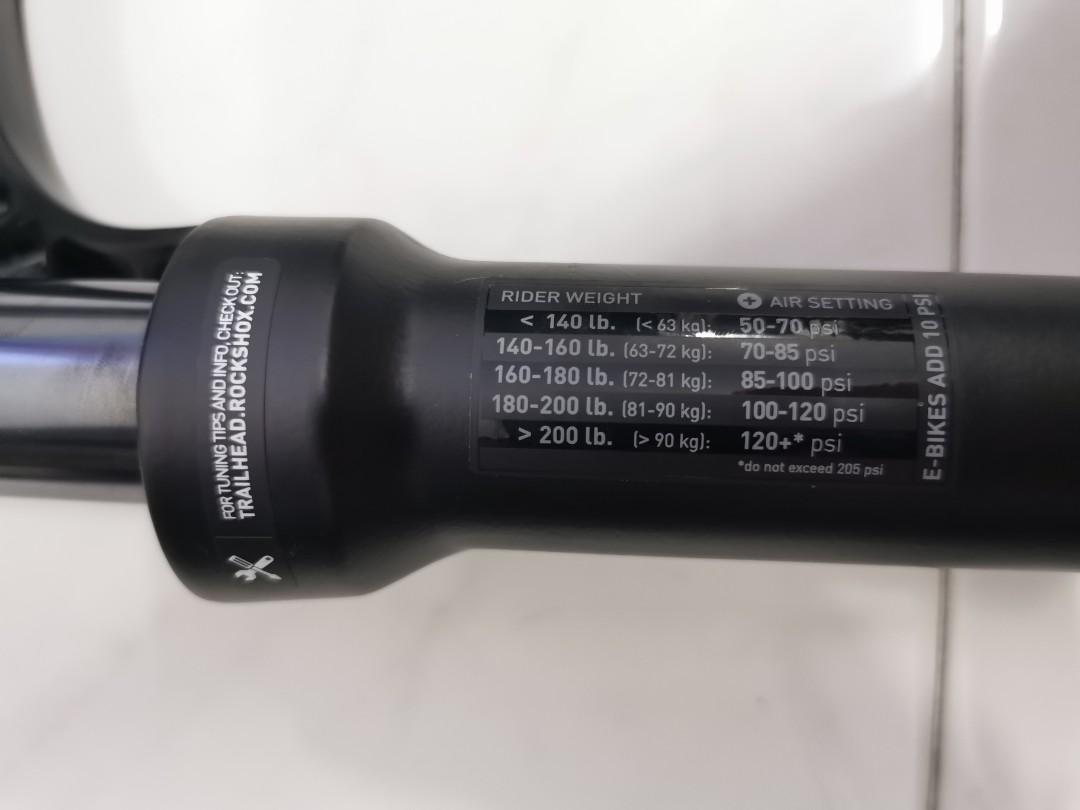 FOR TUNING TIPS AND INFO, CHECK OUT:
TRAILHEAD.ROCKSHOX.COM
RIDER WEIGHT + AIR SETTING
< 140 lb. (< 63 kg): 50-70 psi
140-160 lb. (63-72 kg): 70-85 psi
160-180 lb. (72-81 kg): 85-100 psi
180-200 lb. (81-90 kg): 100-120 psi
> 200 lb. (> 90 kg): 120+* psi
*do not exceed 205 psi
E-BIKES ADD 10 PSI